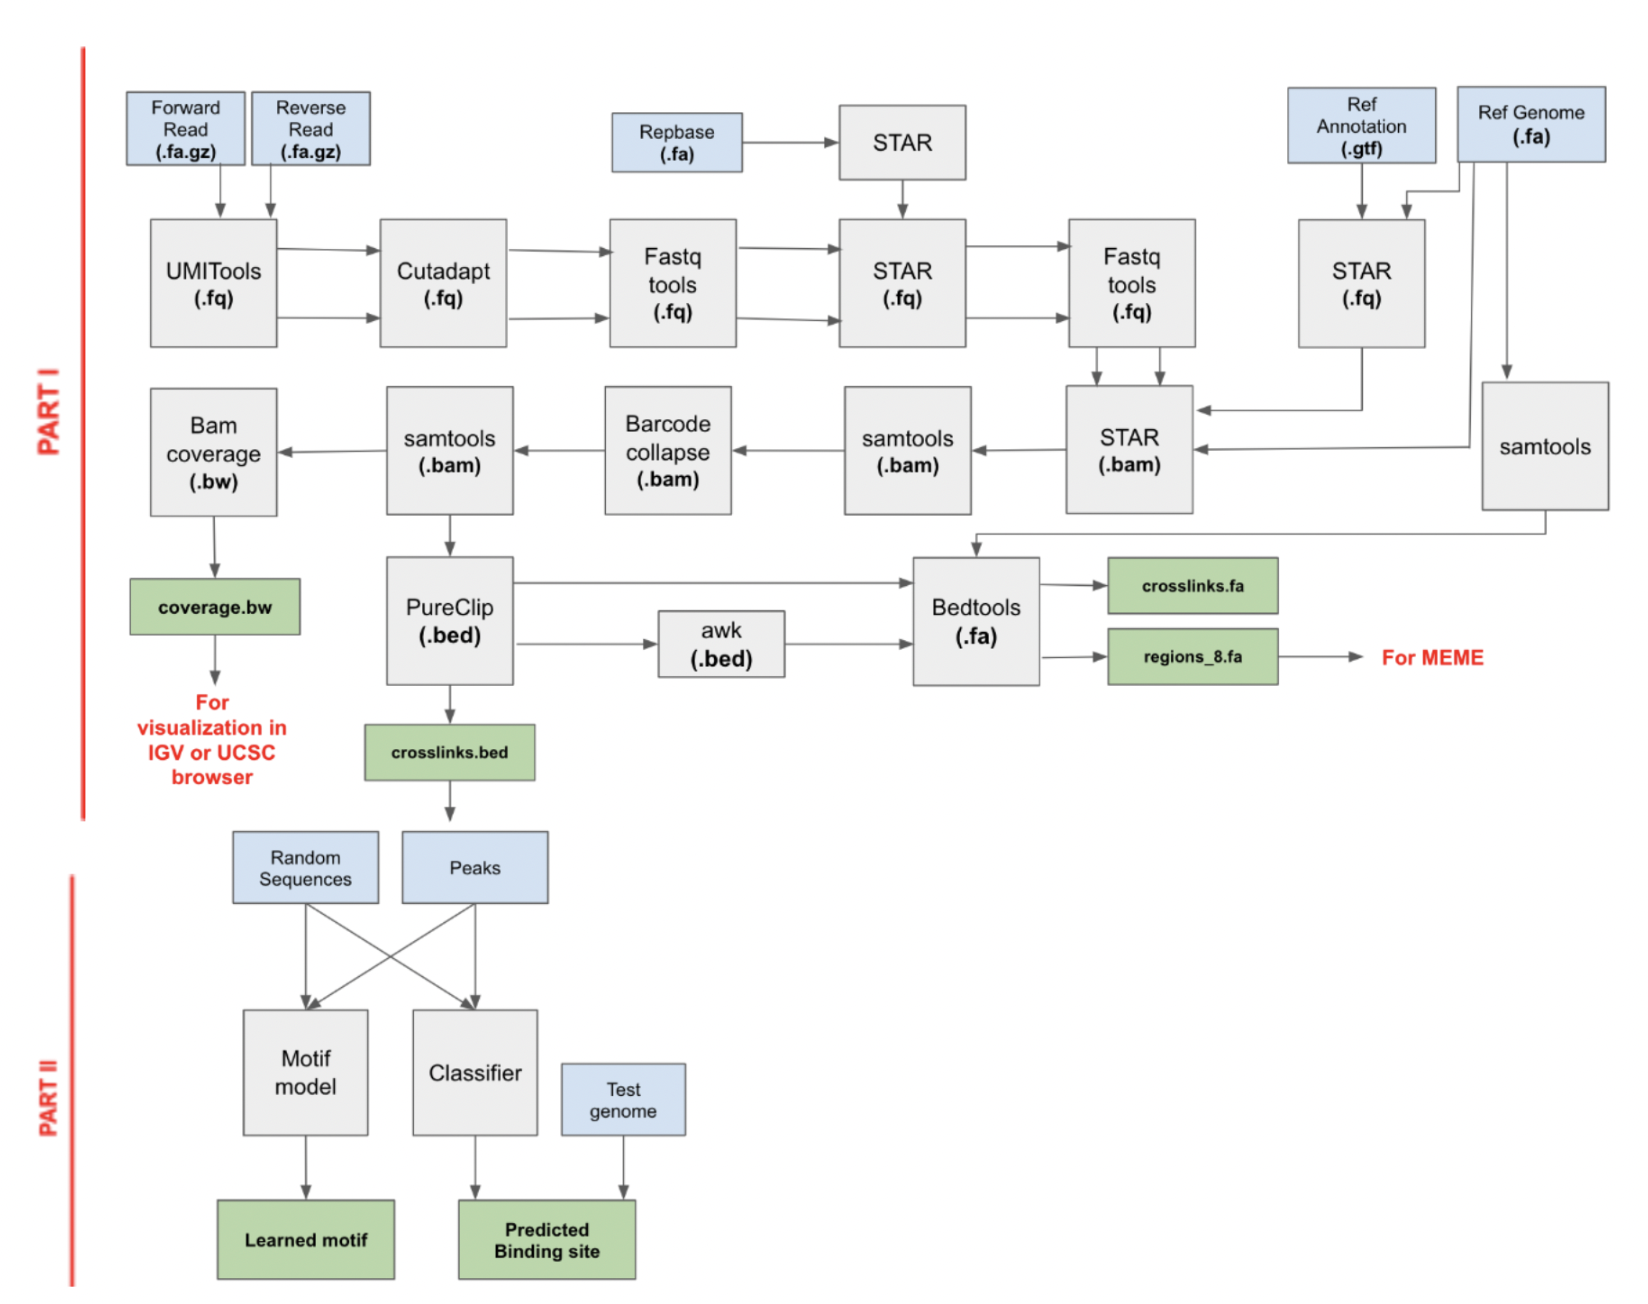 PART I
Forward
Read
(.fa.gz)
Reverse
Read
(.fa.gz)
Repbase
(.fa)
STAR
Ref
Annotation
(.gtf)
Ref Genome
(.fa)
UMITools
(.fq)
Cutadapt
(.fq)
Fastq
tools
(.fq)
STAR
(.fq)
Fastq
tools
(.fq)
STAR
(.fq)
Bam
coverage
(.bw)
samtools
(.bam)
Barcode
collapse
(.bam)
samtools
(.bam)
STAR
(.bam)
samtools
coverage.bw
PureClip
(.bed)
awk
(.bed)
Bedtools
(.fa)
crosslinks.fa
regions_8.fa
For MEME
For
visualization in
IGV or UCSC
browser
crosslinks.bed
PART II
Random
Sequences
Peaks
Motif
model
Classifier
Test
genome
Learned motif
Predicted
Binding site